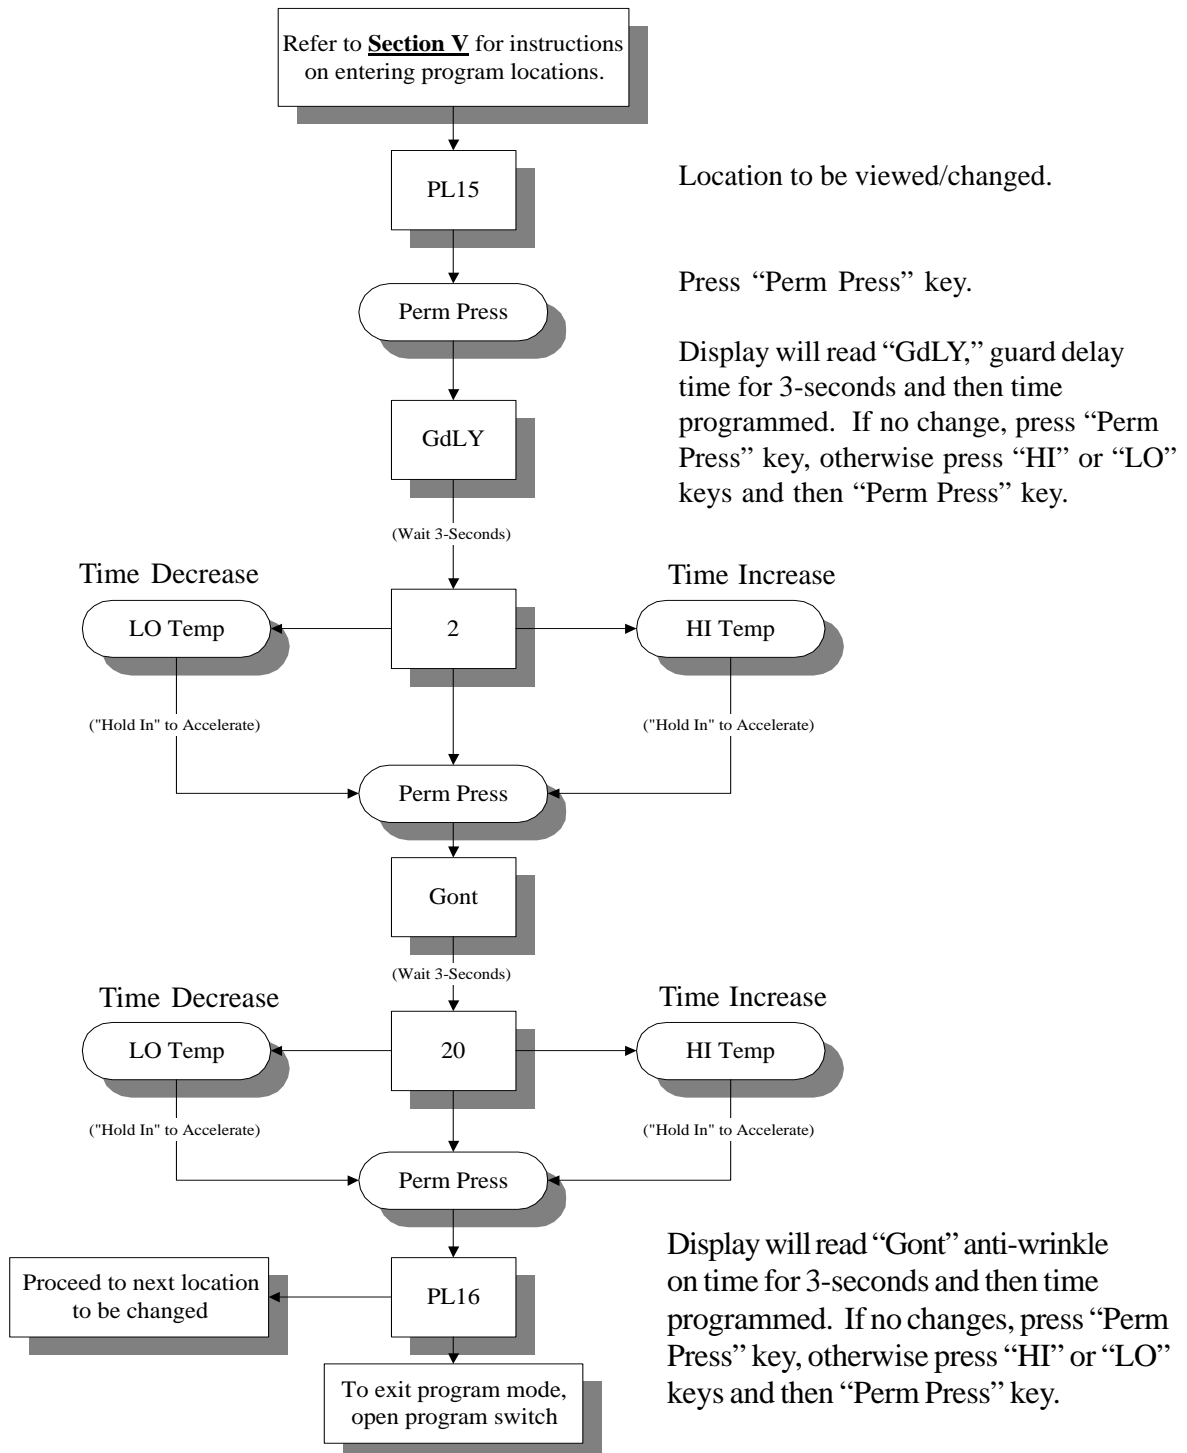 Refer to Section V for instructions
on entering program locations.
PL15
Location to be viewed/changed.
Perm Press
Press “Perm Press” key.
GdLY
Display will read “GdLY,” guard delay
time for 3-seconds and then time
programmed. If no change, press “Perm
Press” key, otherwise press “HI” or “LO”
keys and then “Perm Press” key.
(Wait 3-Seconds)
Time Decrease
Time Increase
LO Temp
2
HI Temp
("Hold In" to Accelerate)
("Hold In" to Accelerate)
Perm Press
Gont
(Wait 3-Seconds)
Time Decrease
Time Increase
LO Temp
20
HI Temp
("Hold In" to Accelerate)
("Hold In" to Accelerate)
Perm Press
Proceed to next location
to be changed
PL16
To exit program mode,
open program switch
Display will read “Gont” anti-wrinkle
on time for 3-seconds and then time
programmed. If no changes, press “Perm
Press” key, otherwise press “HI” or “LO”
keys and then “Perm Press” key.